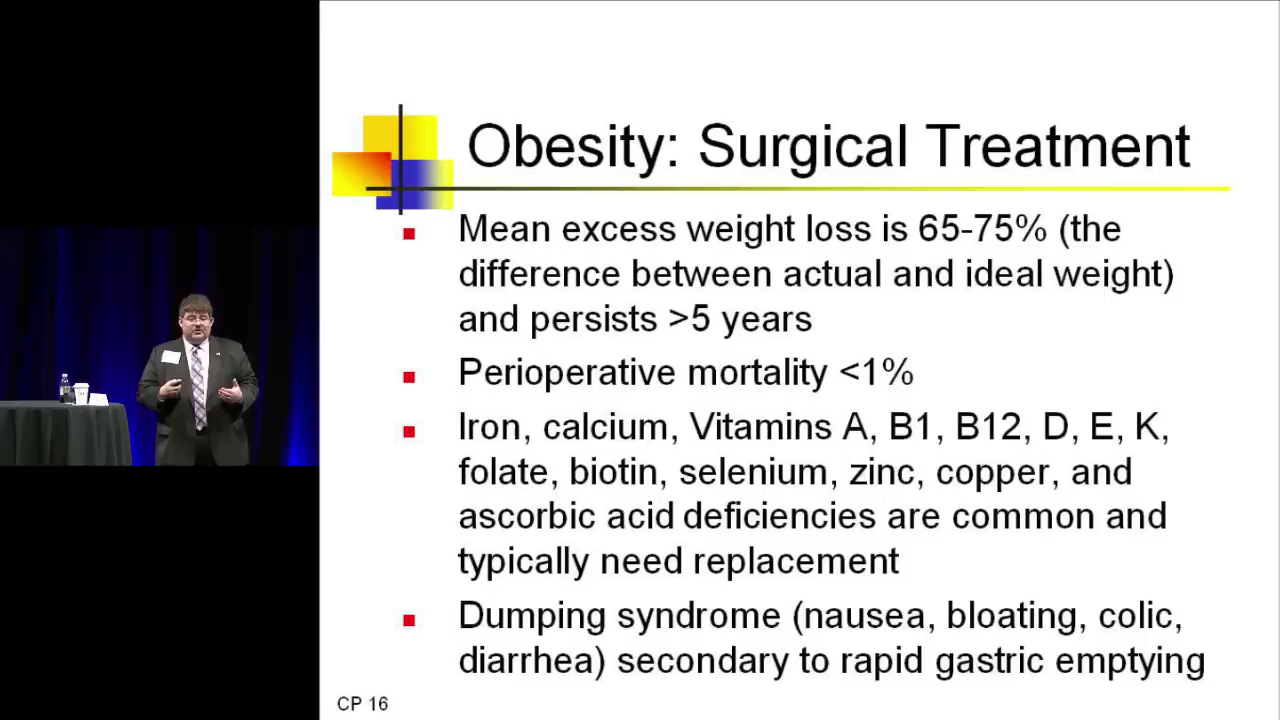 Obesity: Surgical Treatment
Mean excess weight loss is 65-75% (the
difference between actual and ideal weight)
and persists >5 years
Perioperative mortality <1%
Iron, calcium, Vitamins A, B1, B12, D, E, K,
folate, biotin, selenium, zinc, copper, and
ascorbic acid deficiencies are common and
typically need replacement
Dumping syndrome (nausea, bloating, colic,
diarrhea) secondary to rapid gastric emptying
CP 16